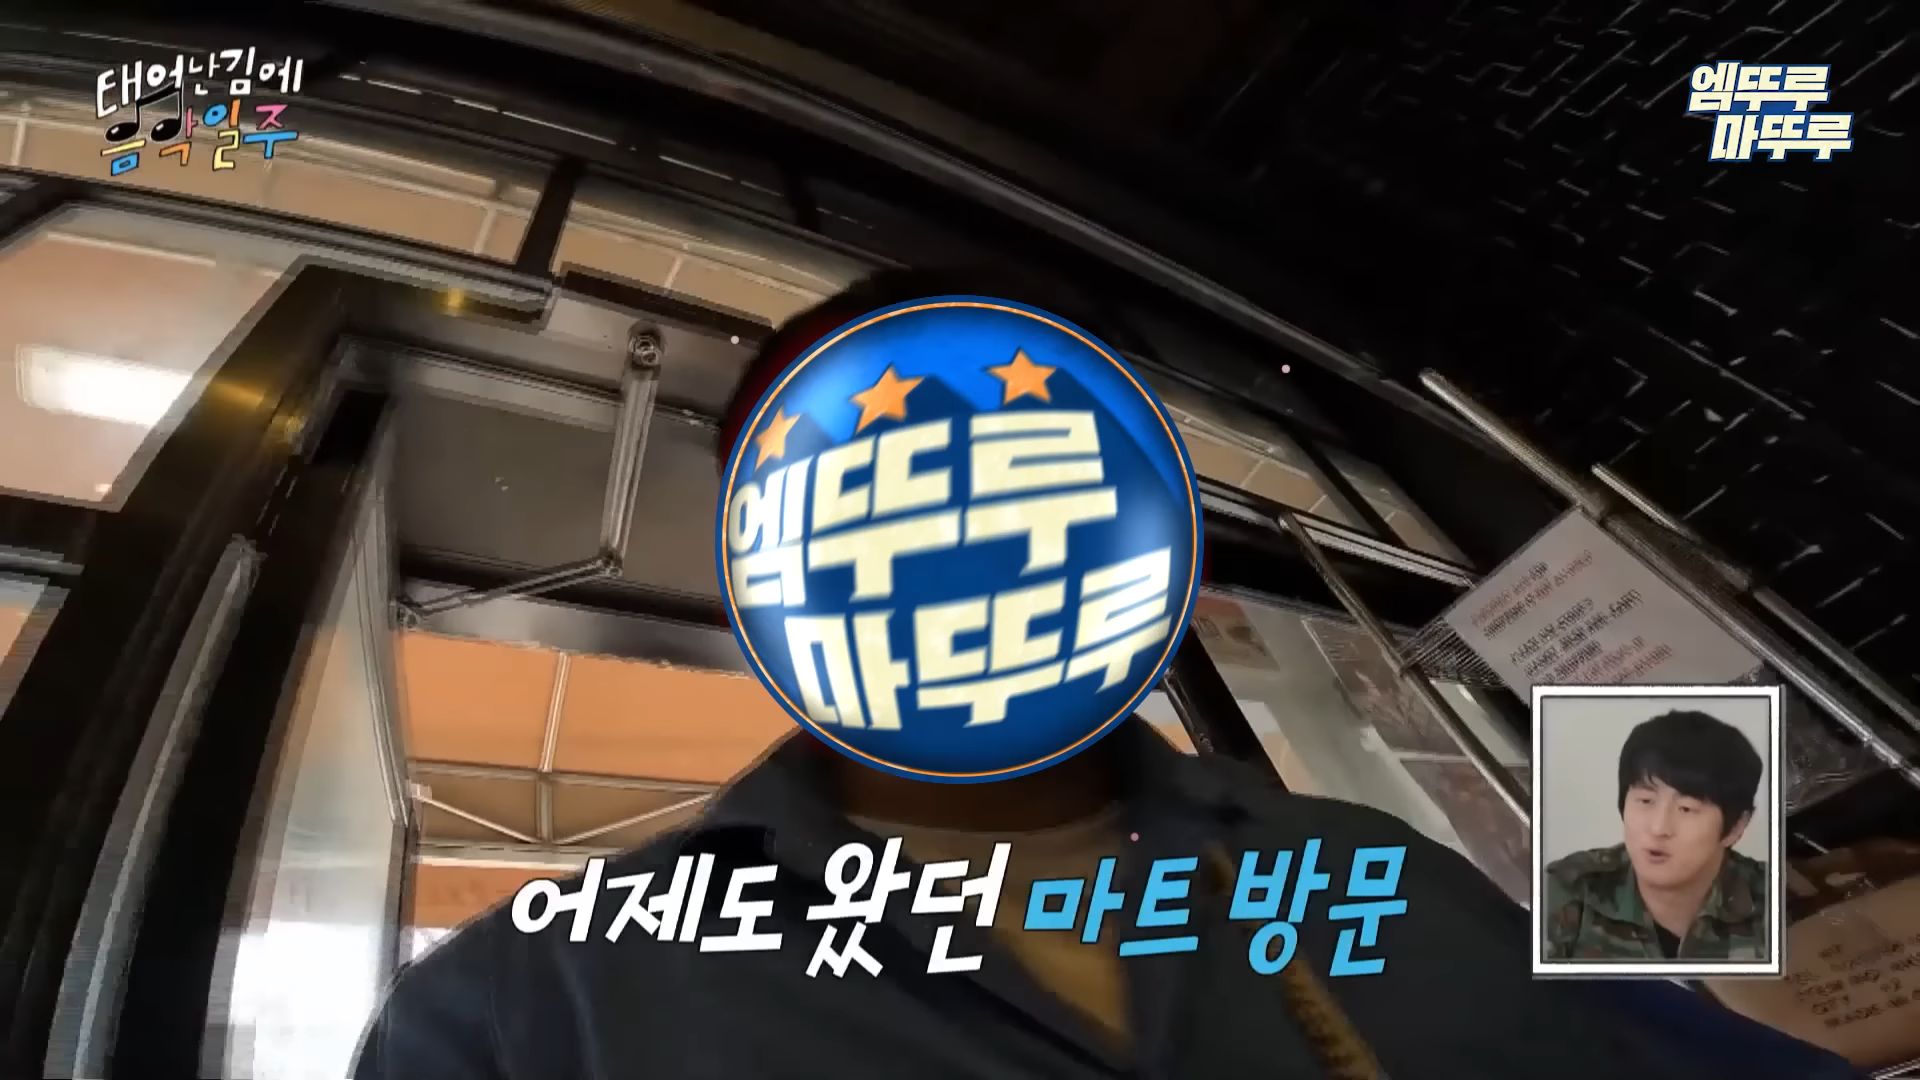 태어난김에
음악일주
엠뚜루
마뚜루
엠뚜루
마뚜루
어제도 왔던 마트 방문